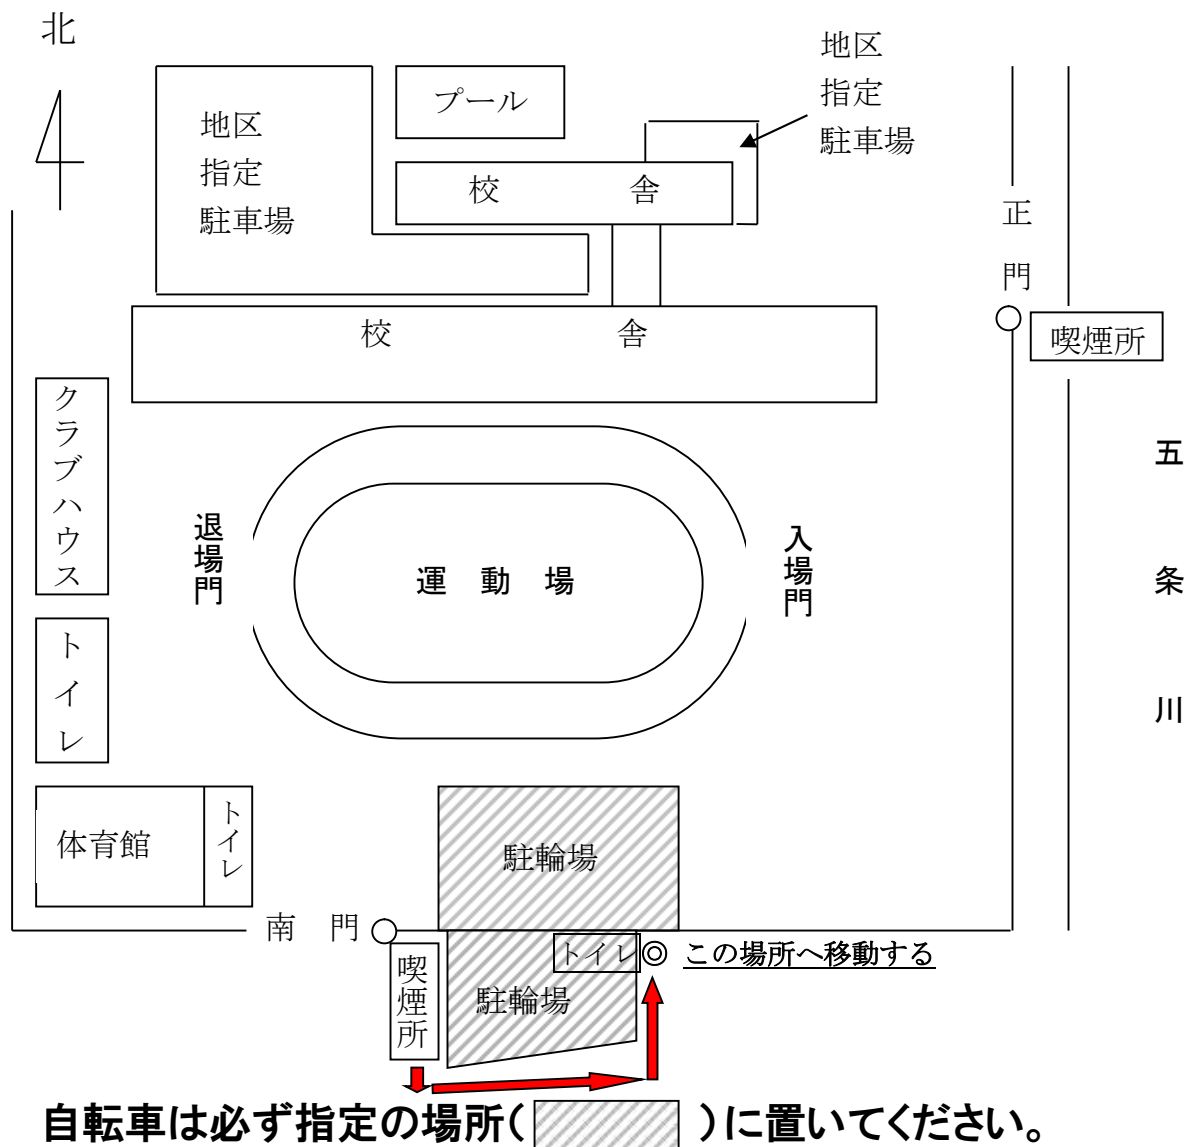 北
地区
指定
駐車場
プール
地区
指定
駐車場
校 舎
正門
喫煙所
校 舎
クラブハウス
五条川
退場門
運 動 場
入場門
トイレ
体育館
トイレ
駐輪場
南 門
トイレ
◎ この場所へ移動する
喫煙所
駐輪場
自転車は必ず指定の場所( )に置いてください。